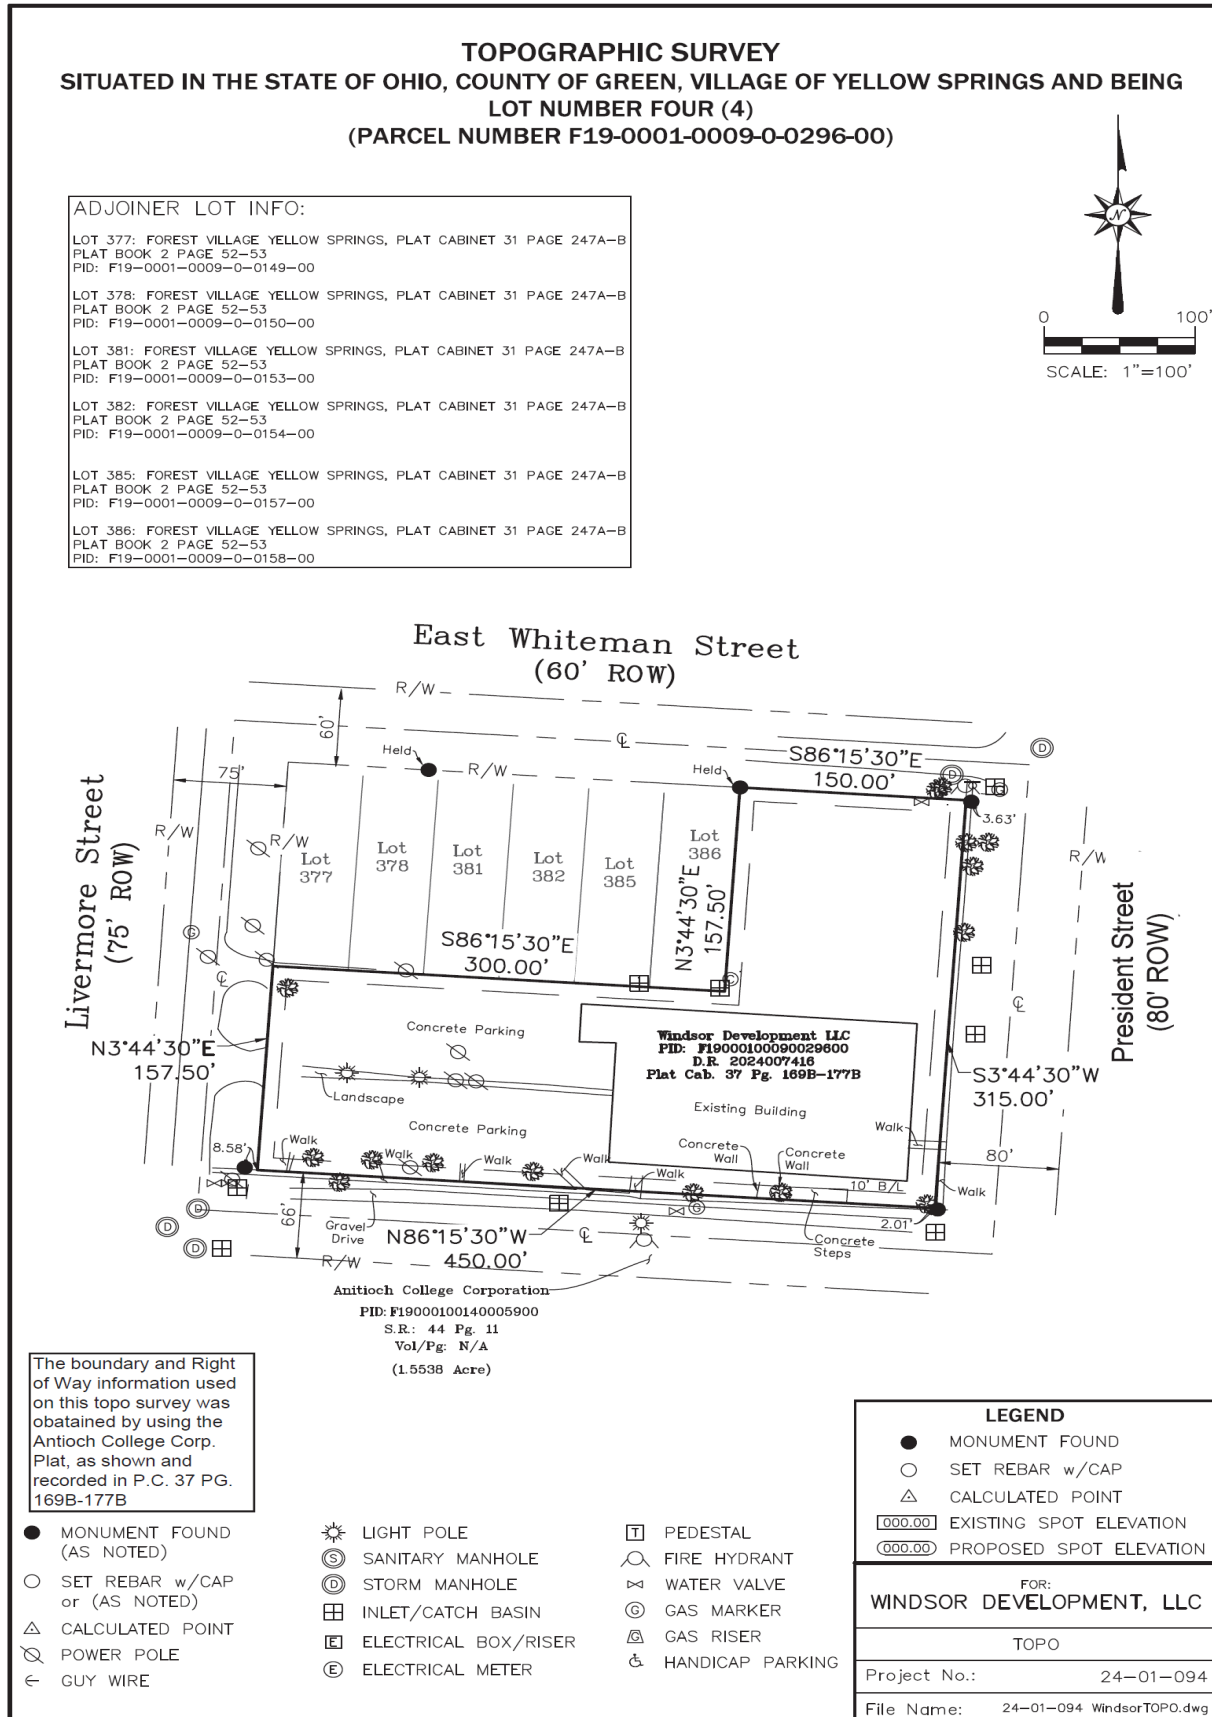 TOPOGRAPHIC SURVEY
SITUATED IN THE STATE OF OHIO, COUNTY OF GREEN, VILLAGE OF YELLOW SPRINGS AND BEING
LOT NUMBER FOUR (4)
(PARCEL NUMBER F19-0001-0009-0-0296-00)
N
0 100'
SCALE: 1"=100'
ADJOINER LOT INFO:
LOT 377: FOREST VILLAGE YELLOW SPRINGS, PLAT CABINET 31 PAGE 247A-B
PLAT BOOK 2 PAGE 52-53
PID: F19-0001-0009-0-0149-00
LOT 378: FOREST VILLAGE YELLOW SPRINGS, PLAT CABINET 31 PAGE 247A-B
PLAT BOOK 2 PAGE 52-53
PID: F19-0001-0009-0-0150-00
LOT 381: FOREST VILLAGE YELLOW SPRINGS, PLAT CABINET 31 PAGE 247A-B
PLAT BOOK 2 PAGE 52-53
PID: F19-0001-0009-0-0153-00
LOT 382: FOREST VILLAGE YELLOW SPRINGS, PLAT CABINET 31 PAGE 247A-B
PLAT BOOK 2 PAGE 52-53
PID: F19-0001-0009-0-0154-00
LOT 385: FOREST VILLAGE YELLOW SPRINGS, PLAT CABINET 31 PAGE 247A-B
PLAT BOOK 2 PAGE 52-53
PID: F19-0001-0009-0-0157-00
LOT 386: FOREST VILLAGE YELLOW SPRINGS, PLAT CABINET 31 PAGE 247A-B
PLAT BOOK 2 PAGE 52-53
PID: F19-0001-0009-0-0158-00
East Whiteman Street
(60' ROW)
R/W
60'
℄
Held
R/W
Held
S86°15'30"E
150.00'
D
D
G
3.63'
75'
R/W
R/W
R/W
Livermore Street
(75' ROW)
President Street
(80' ROW)
Lot
377
Lot
378
Lot
381
Lot
382
Lot
385
Lot
386
N3°44'30"E
157.50'
S86°15'30"E
300.00'
G
℄
G
℄
N3°44'30"E
157.50'
Concrete Parking
Landscape
Concrete Parking
Windsor Development LLC
PID: F19000100090029600
D.R. 2024007416
Plat Cab. 37 Pg. 169B-177B
Existing Building
S3°44'30"W
315.00'
80'
8.58'
Walk
Walk
Walk
Walk
Walk
Concrete
Wall
Concrete
Wall
Walk
Walk
10' B/L
2.01'
66'
Gravel
Drive
R/W
N86°15'30"W
450.00'
℄
G
Concrete
Steps
D
D
D
Anitioch College Corporation
PID: F19000100140005900
S.R.: 44 Pg. 11
Vol/Pg: N/A
(1.5538 Acre)
The boundary and Right
of Way information used
on this topo survey was
obatained by using the
Antioch College Corp.
Plat, as shown and
recorded in P.C. 37 PG.
169B-177B
MONUMENT FOUND
(AS NOTED)
SET REBAR w/CAP
or (AS NOTED)
CALCULATED POINT
POWER POLE
GUY WIRE
LIGHT POLE
S SANITARY MANHOLE
D STORM MANHOLE
INLET/CATCH BASIN
E ELECTRICAL BOX/RISER
E ELECTRICAL METER
T PEDESTAL
FIRE HYDRANT
WATER VALVE
G GAS MARKER
G GAS RISER
HANDICAP PARKING
LEGEND
MONUMENT FOUND
SET REBAR w/CAP
CALCULATED POINT
000.00 EXISTING SPOT ELEVATION
000.00 PROPOSED SPOT ELEVATION
FOR:
WINDSOR DEVELOPMENT, LLC
TOPO
Project No.: 24-01-094
File Name: 24-01-094 WindsorTOPO.dwg